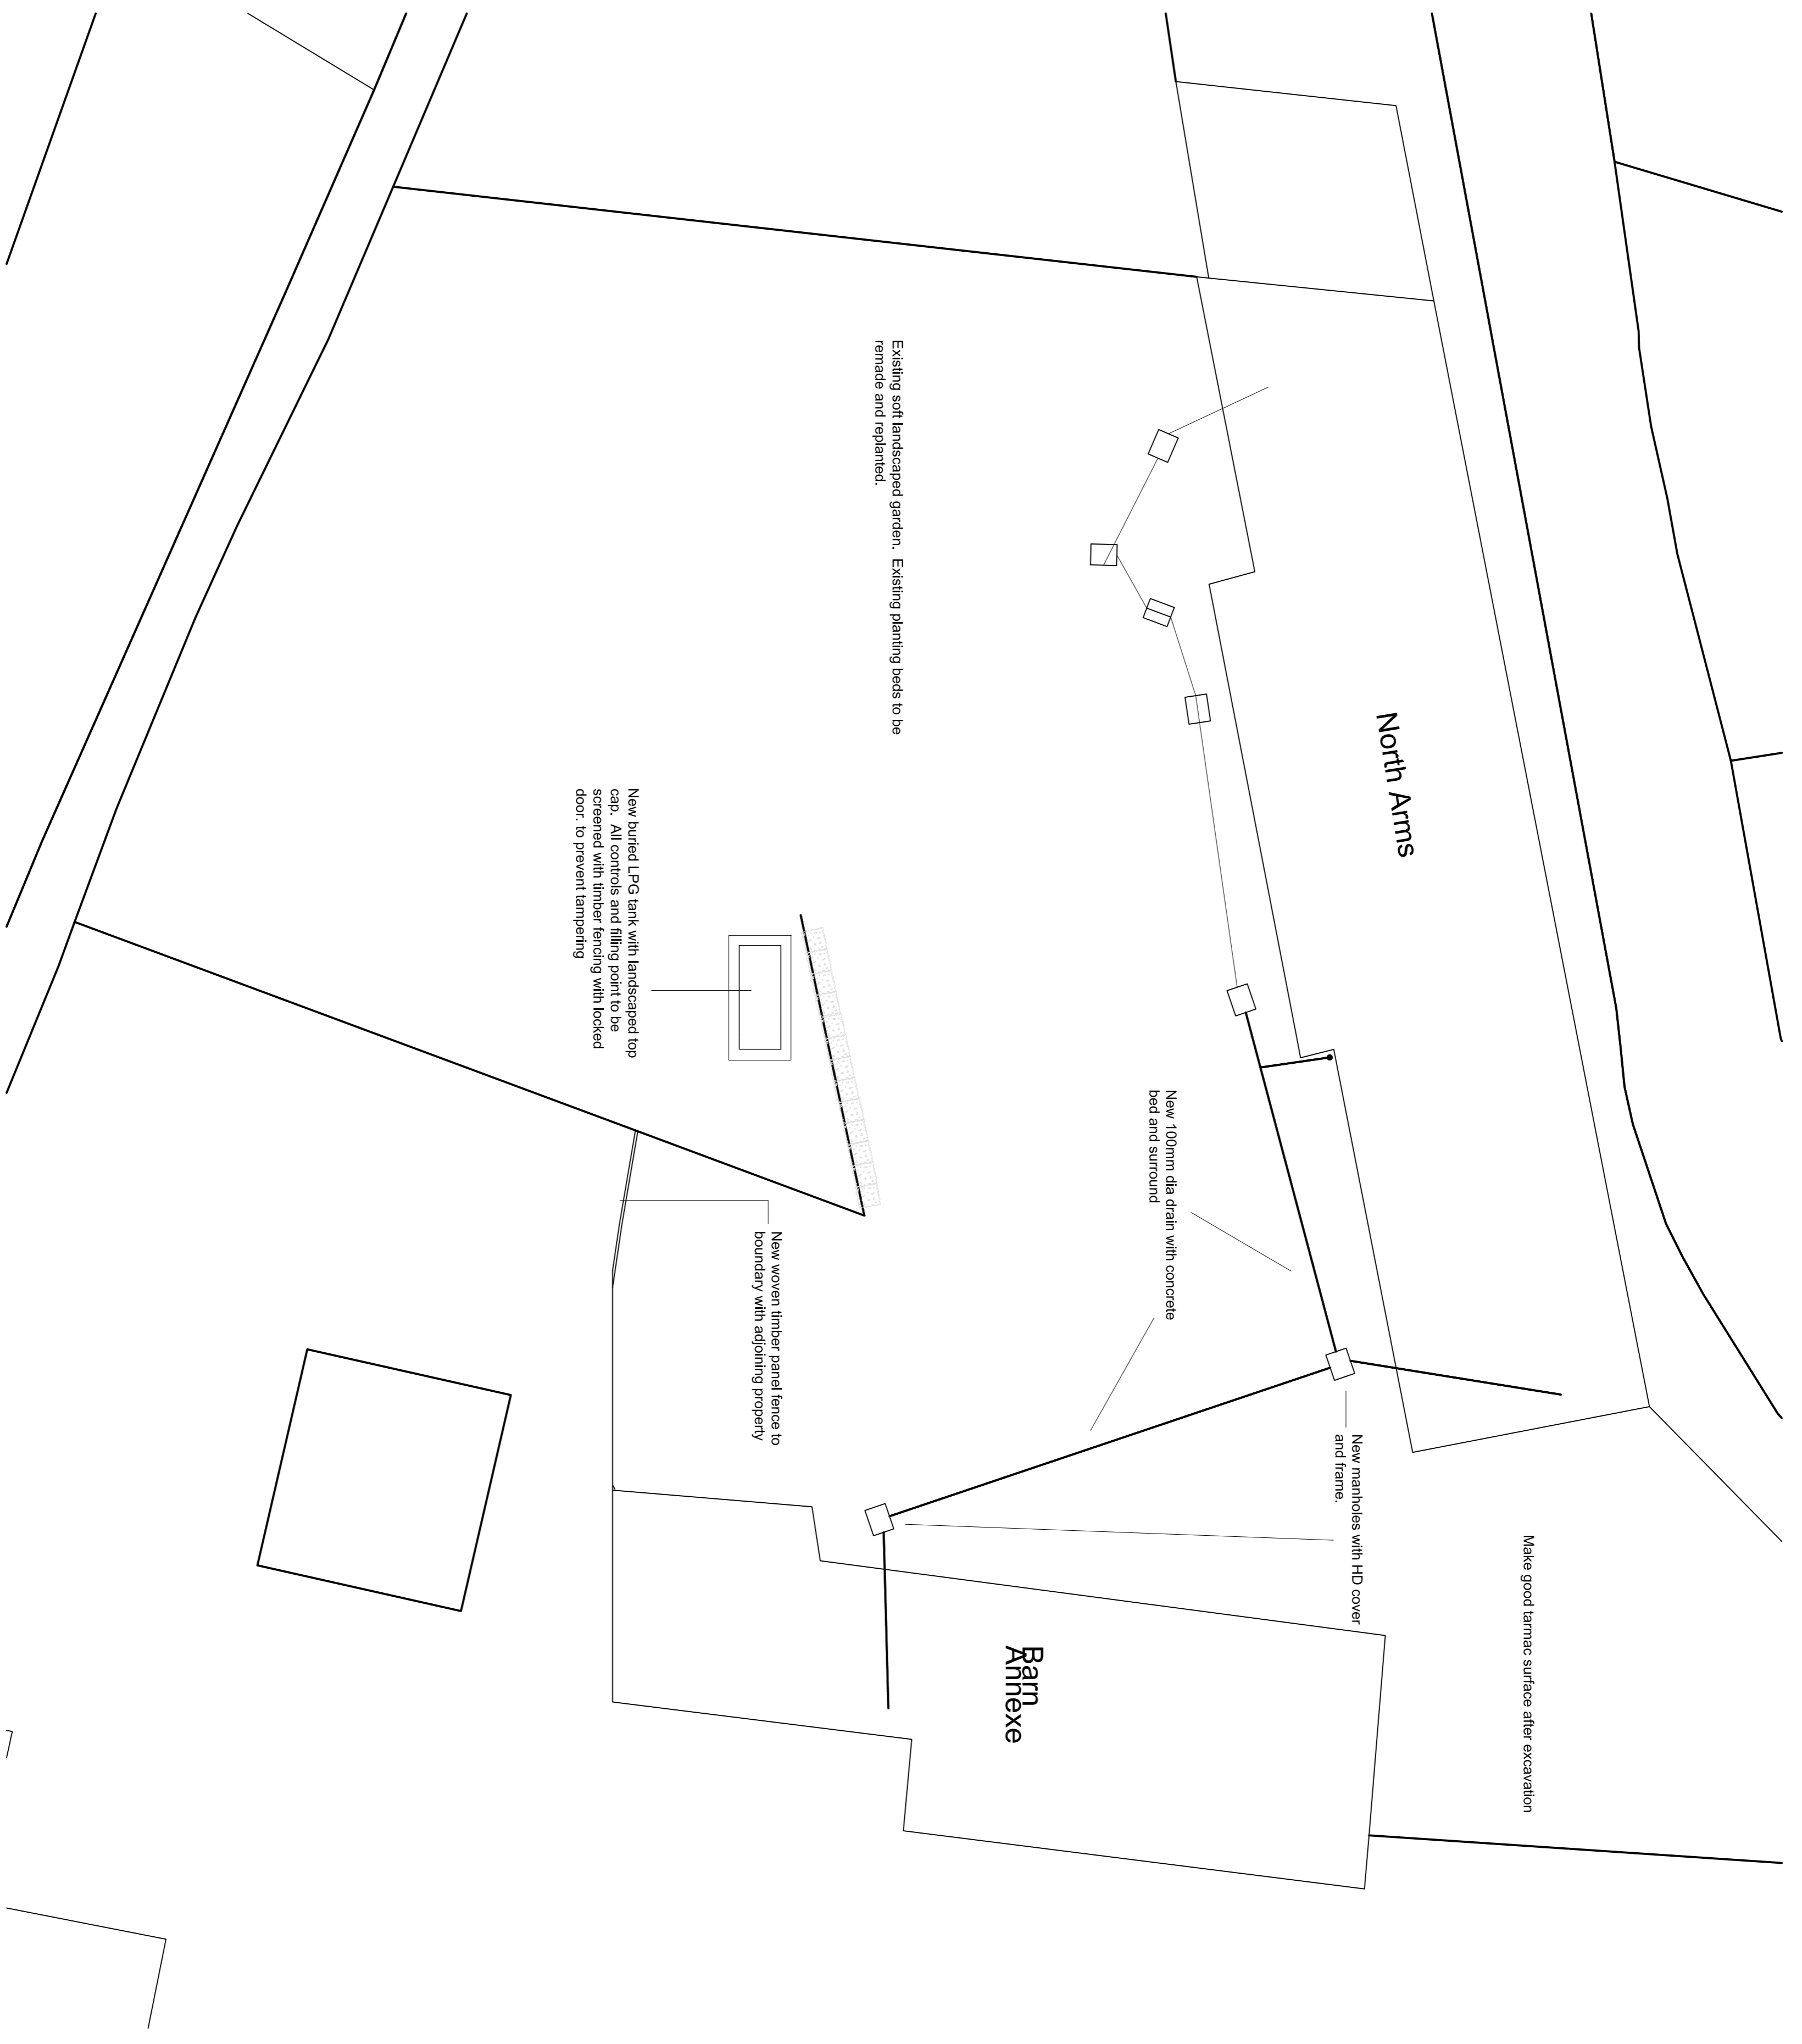 North Arms
Existing soft landscaped garden.  Existing planting beds to be
remade and replanted.
New buried LPG tank with landscaped top
cap.  All controls and filling point to be
screened with timber fencing with locked
door. to prevent tampering
New 100mm dia drain with concrete
bed and surround
New woven timber panel fence to
boundary with adjoining property
New manholes with HD cover
and frame.
Make good tarmac surface after excavation
Barn
Annexe